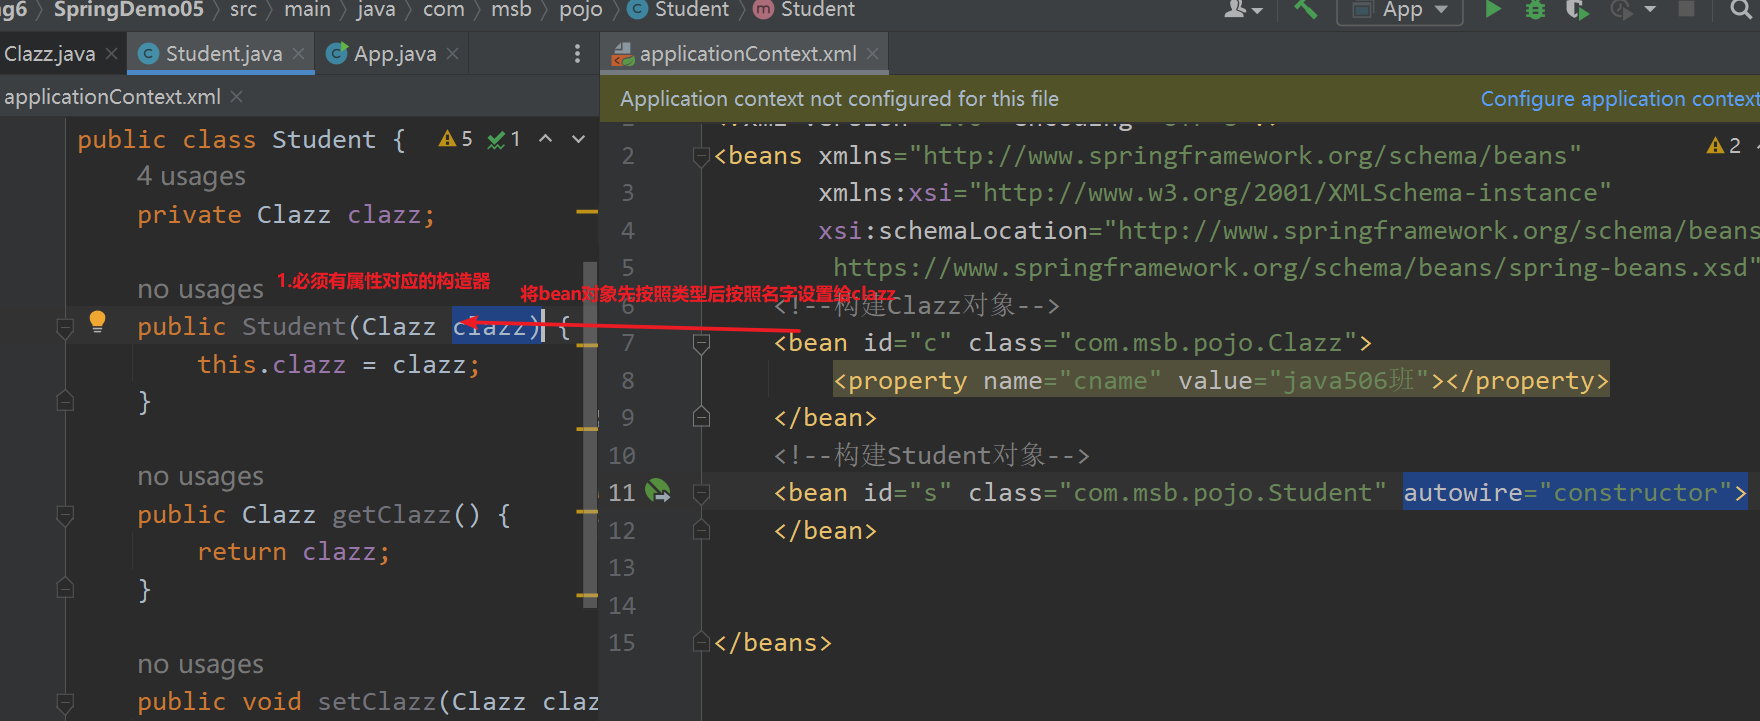 g6 〉 SpringDemo05 〉 src 〉 main 〉 java 〉 com 〉 msb 〉 pojo 〉 Student 〉 Student
App
Clazz.java
Student.java
App.java
applicationContext.xml
public class Student {
5
1
4 usages
private Clazz clazz;
no usages
1.必须有属性对应的构造器
public Student(Clazz clazz) {
this.clazz = clazz;
}
no usages
public Clazz getClazz() {
return clazz;
}
no usages
public void setClazz(Clazz claz
applicationContext.xml
Application context not configured for this file
Configure application context
2
2 <beans xmlns="http://www.springframework.org/schema/beans"
3 xmlns:xsi="http://www.w3.org/2001/XMLSchema-instance"
4 xsi:schemaLocation="http://www.springframework.org/schema/beans
5 https://www.springframework.org/schema/beans/spring-beans.xsd"
将bean对象先按照类型后按照名字设置给clazz
6 <!--构建Clazz对象-->
7 <bean id="c" class="com.msb.pojo.Clazz">
8 <property name="cname" value="java506班"></property>
9 </bean>
10 <!--构建Student对象-->
11 <bean id="s" class="com.msb.pojo.Student" autowire="constructor">
12 </bean>
13
14
15 </beans>